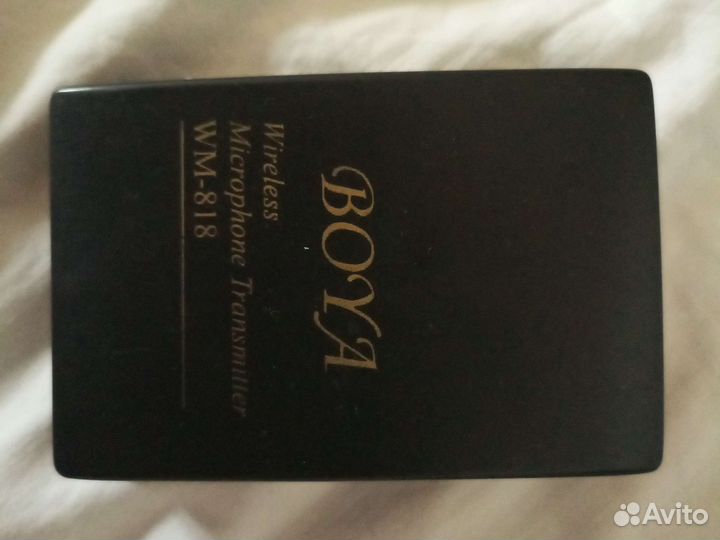 BOYA
Wireless
Microphone Transmitter
WM-818
Avito